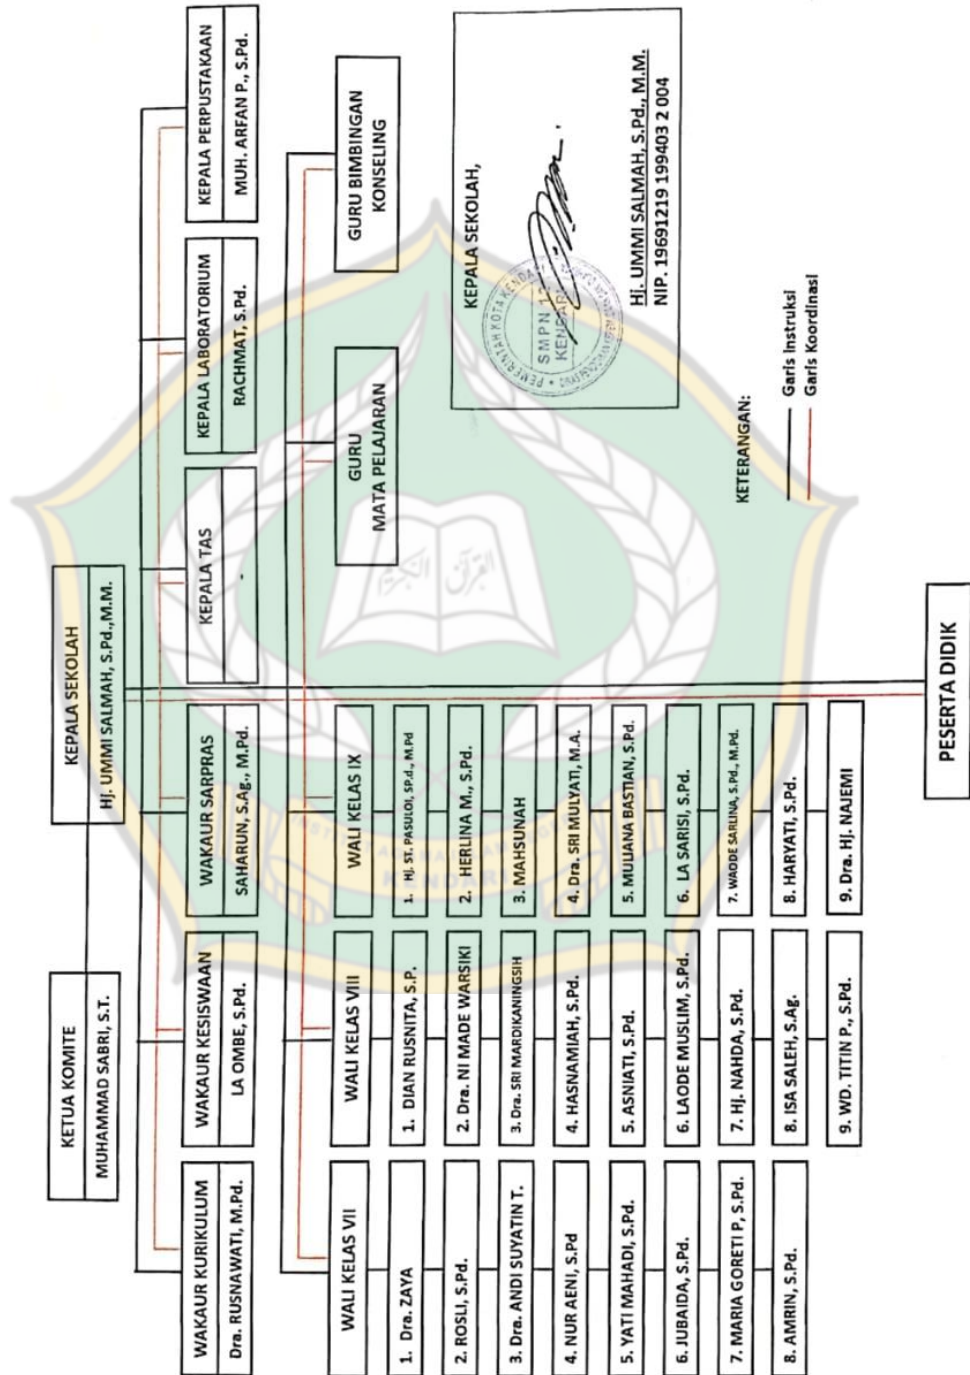 KEPALA SEKOLAH
Hj. UMMI SALMAH, S.Pd.,M.M.
KETUA KOMITE
MUHAMMAD SABRI, S.T.
WAKAUR KURIKULUM
Dra. RUSNAWATI, M.Pd.
WAKAUR KESISWAAN
LA OMBE, S.Pd.
WAKAUR SARPRAS
SAHARUN, S.Ag., M.Pd.
KEPALA TAS
KEPALA LABORATORIUM
RACHMAT, S.Pd.
KEPALA PERPUSTAKAAN
MUH. ARFAN P., S.Pd.
WALI KELAS VII
1. Dra. ZAYA
2. ROSLI, S.Pd.
3. Dra. ANDI SUYATIN T.
4. NUR AENI, S.Pd
5. YATI MAHADI, S.Pd.
6. JUBAIDA, S.Pd.
7. MARIA GORETI P, S.Pd.
8. AMRIN, S.Pd.
WALI KELAS VIII
1. DIAN RUSNITA, S.P.
2. Dra. NI MADE WARSIKI
3. Dra. SRI MARDIKANINGSIH
4. HASNAMIAH, S.Pd.
5. ASNIATI, S.Pd.
6. LAODE MUSLIM, S.Pd.
7. Hj. NAHDA, S.Pd.
8. ISA SALEH, S.Ag.
9. WD. TITIN P., S.Pd.
WALI KELAS IX
1. Hj. ST. PASULOI, SP.d., M.Pd
2. HERLINA M., S.Pd.
3. MAHSUNAH
4. Dra. SRI MULYATI, M.A.
5. MULIANA BASTIAN, S.Pd.
6. LA SARISI, S.Pd.
7. WAODE SARLINA, S.Pd., M.Pd.
8. HARYATI, S.Pd.
9. Dra. Hj. NAJEMI
GURU
MATA PELAJARAN
GURU BIMBINGAN
KONSELING
PESERTA DIDIK
KEPALA SEKOLAH,
PEMERINTAH KOTA KENDARI
SMPN
KENDARI
Hj. UMMI SALMAH, S.Pd., M.M.
NIP. 19691219 199403 2 004
KETERANGAN:
Garis Instruksi
Garis Koordinasi
القرآن الكريم
KENDARI